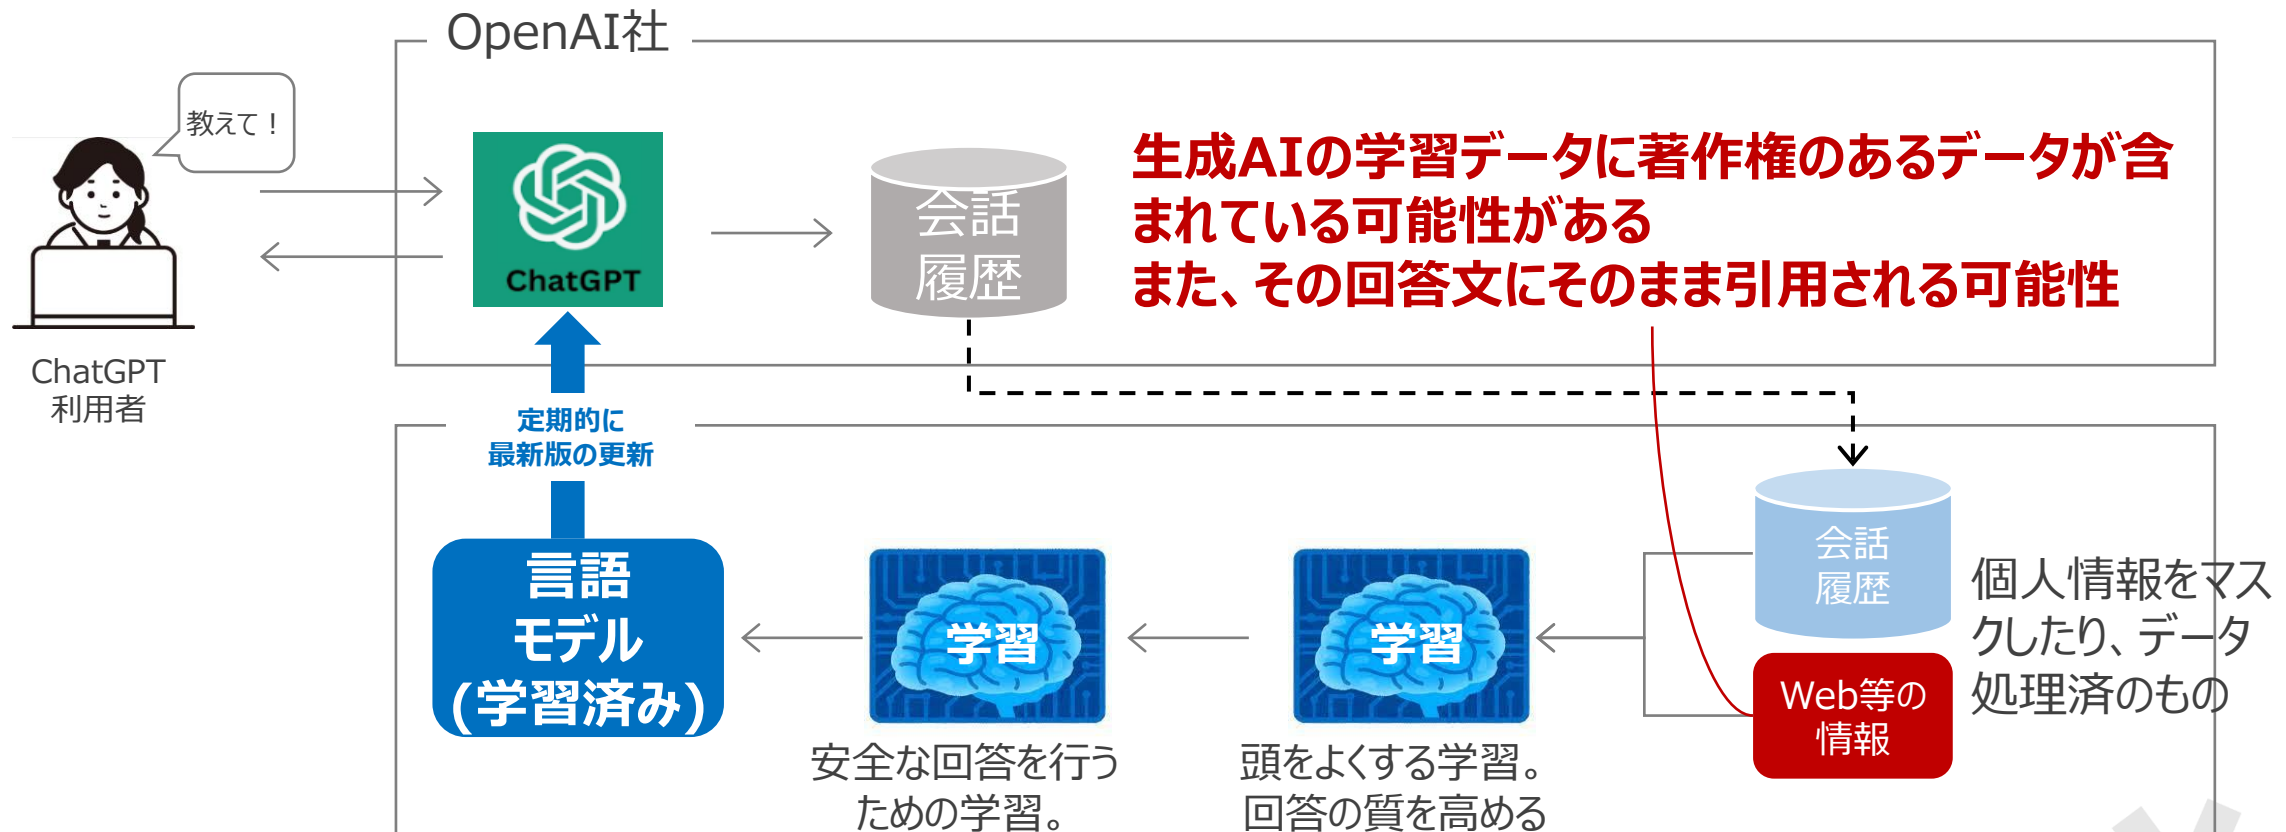 OpenAI社
教えて！
ChatGPT
会話
履歴
生成AIの学習データに著作権のあるデータが含
まれている可能性がある
また、その回答文にそのまま引用される可能性
ChatGPT
利用者
定期的に
最新版の更新
言語
モデル
(学習済み)
学習
安全な回答を行う
ための学習。
学習
頭をよくする学習。
回答の質を高める
会話
履歴
Web等の
情報
個人情報をマス
クしたり、データ
処理済のもの